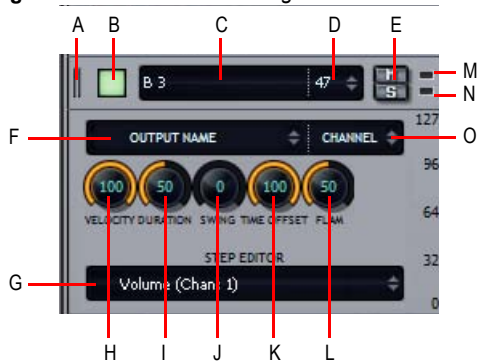 A B C D E
B 3 47 M
S
M
N
127
F OUTPUT NAME CHANNEL O
96
100 50 0 100 50
64
VELOCITY DURATION SWING TIME OFFSET FLAM
STEP EDITOR 32
G Volume (Chan: 1)
0
H I J K L